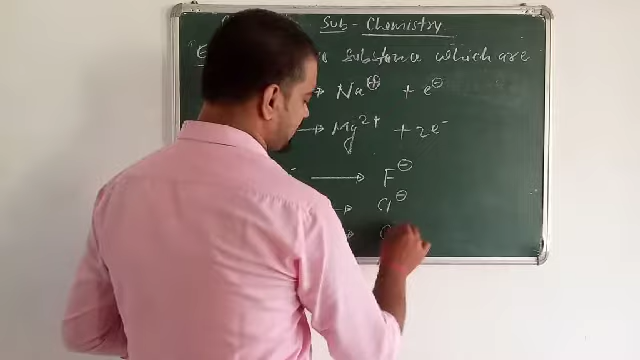 Sub - Chemistry
substance which are
→ Na⊕ + e⊖
→ Mg²⁺ + 2e⁻
→ F⊖
→ Cl⊖
→